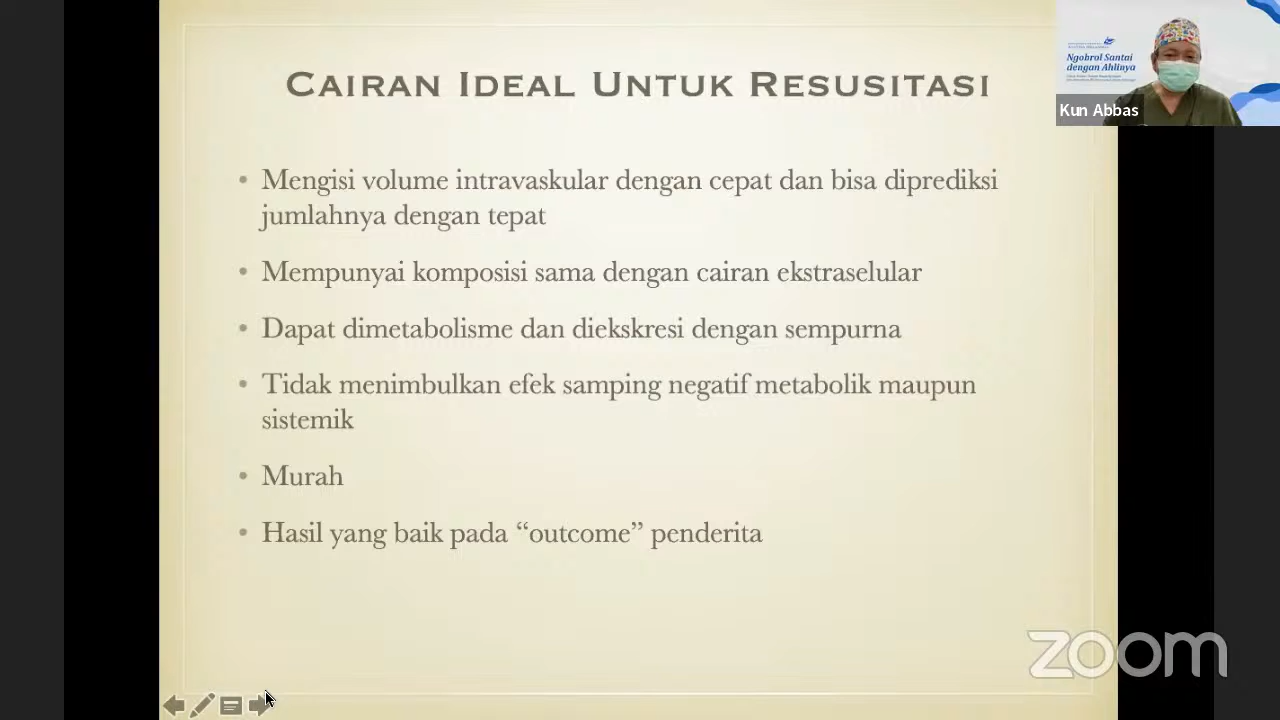 CAIRAN IDEAL UNTUK RESUSITASI
• Mengisi volume intravaskular dengan cepat dan bisa diprediksi
jumlahnya dengan tepat
• Mempunyai komposisi sama dengan cairan ekstraselular
• Dapat dimetabolisme dan diekskresi dengan sempurna
• Tidak menimbulkan efek samping negatif metabolik maupun
sistemik
• Murah
• Hasil yang baik pada “outcome” penderita
Ngobrol Santai
dengan Ahlinya
Kun Abbas
zoom